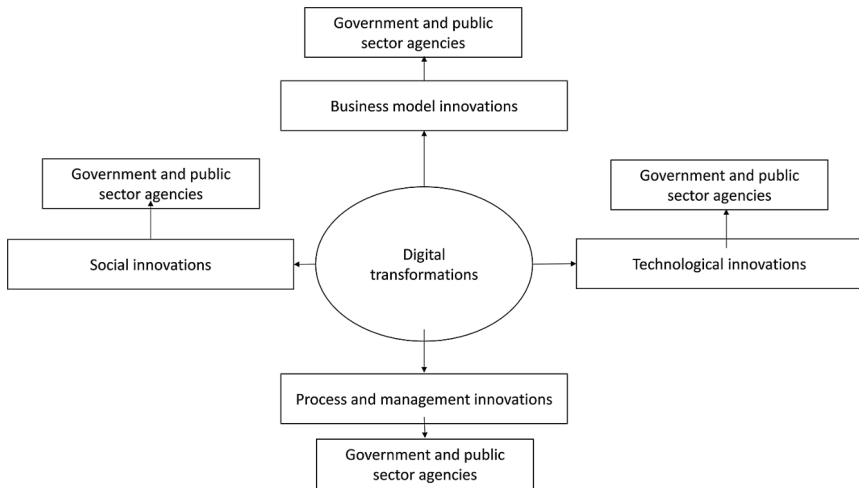 Government and public
sector agencies
Business model innovations
Government and public
sector agencies
Social innovations
Digital
transformations
Government and public
sector agencies
Technological innovations
Process and management innovations
Government and public
sector agencies